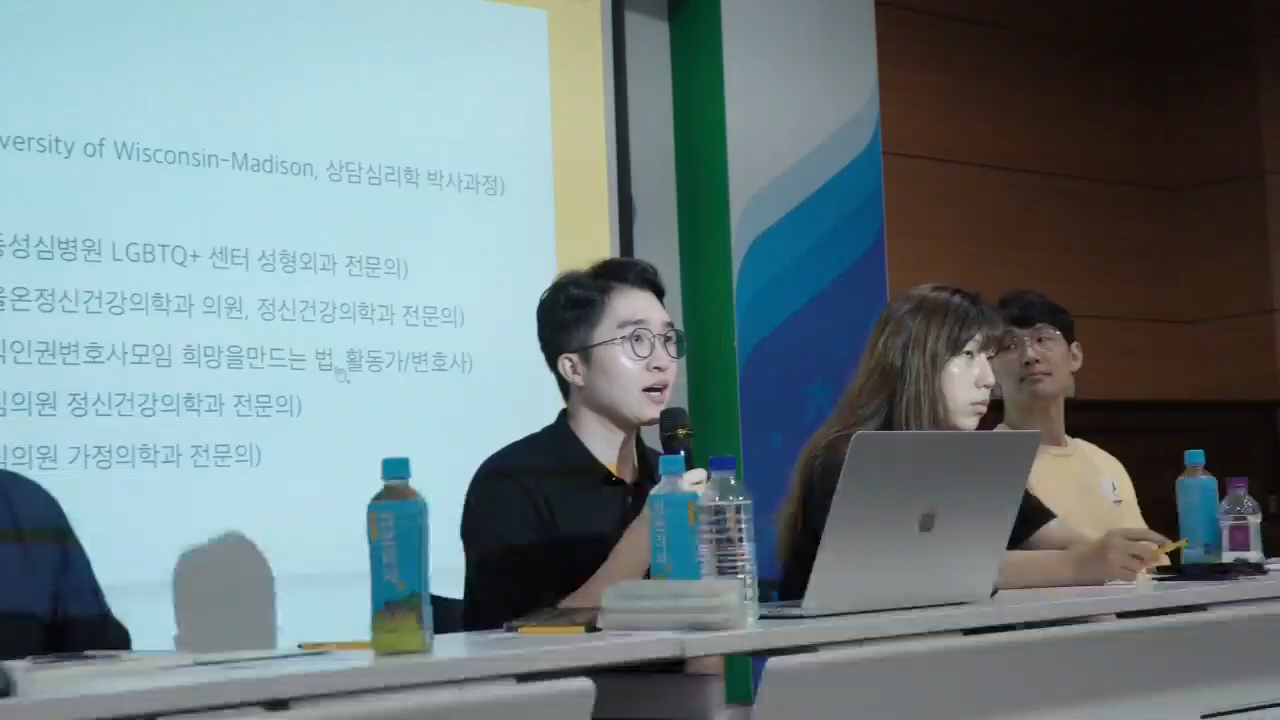 versity of Wisconsin-Madison, 상담심리학 박사과정)
동성심병원 LGBTQ+ 센터 성형외과 전문의)
울온정신건강의학과 의원, 정신건강의학과 전문의)
익인권변호사모임 희망을만드는 법, 활동가/변호사)
심의원 정신건강의학과 전문의)
심의원 가정의학과 전문의)